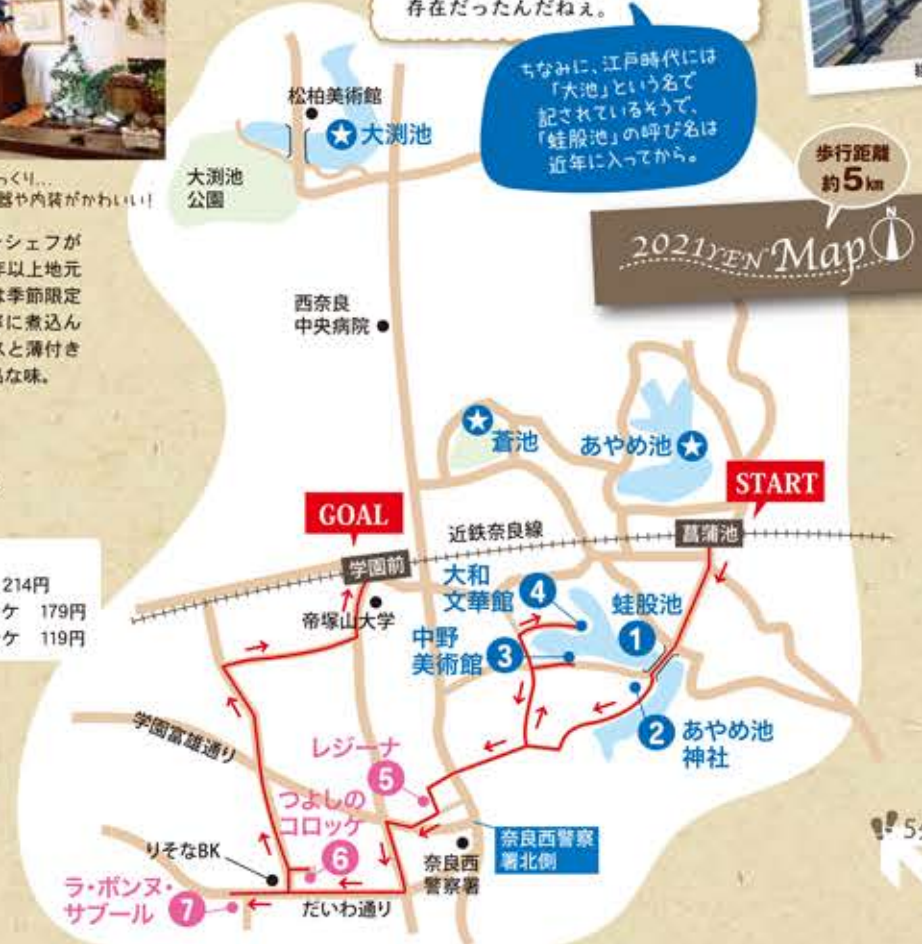 存在だったんだねぇ。
ちなみに、江戸時代には
「大池」という名で
記されているそうで、
「蛙股池」の呼び名は
近年に入ってから。
歩行距離
約5km
2021YEN Map
N
っくり...
器や内装がかわいい!
シェフが
年以上地元
は季節限定
寧に煮込ん
スと薄付き
品な味。
214円
ケ 179円
ケ 119円
松柏美術館
大渕池
大渕池
公園
西奈良
中央病院
蒼池
あやめ池
START
GOAL
近鉄奈良線
菖蒲池
学園前
帝塚山大学
大和
文華館
4
蛙股池
1
中野
美術館
3
2
あやめ池
神社
学園富雄通り
レジーナ
5
つよしの
コロッケ
6
りそなBK
奈良西
警察署
奈良西警察
署北側
ラ・ボンヌ・
サブール
7
だいわ通り